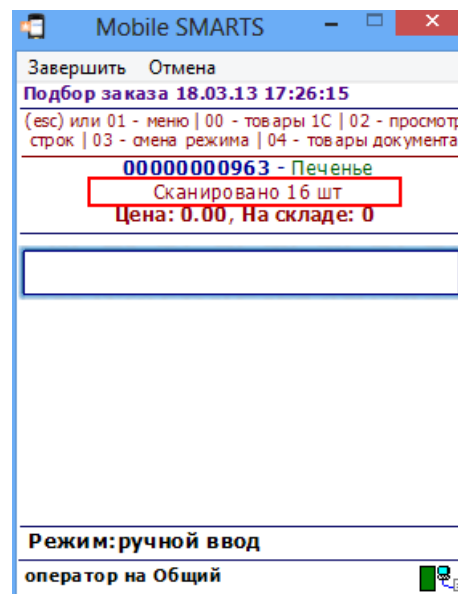 Mobile SMARTS
Завершить Отмена
Подбор заказа 18.03.13 17:26:15
(esc) или 01 - меню | 00 - товары 1С | 02 - просмотр
строк | 03 - смена режима | 04 - товары документа
00000000963 - Печенье
Сканировано 16 шт
Цена: 0.00, На складе: 0
Режим:ручной ввод
оператор на Общий